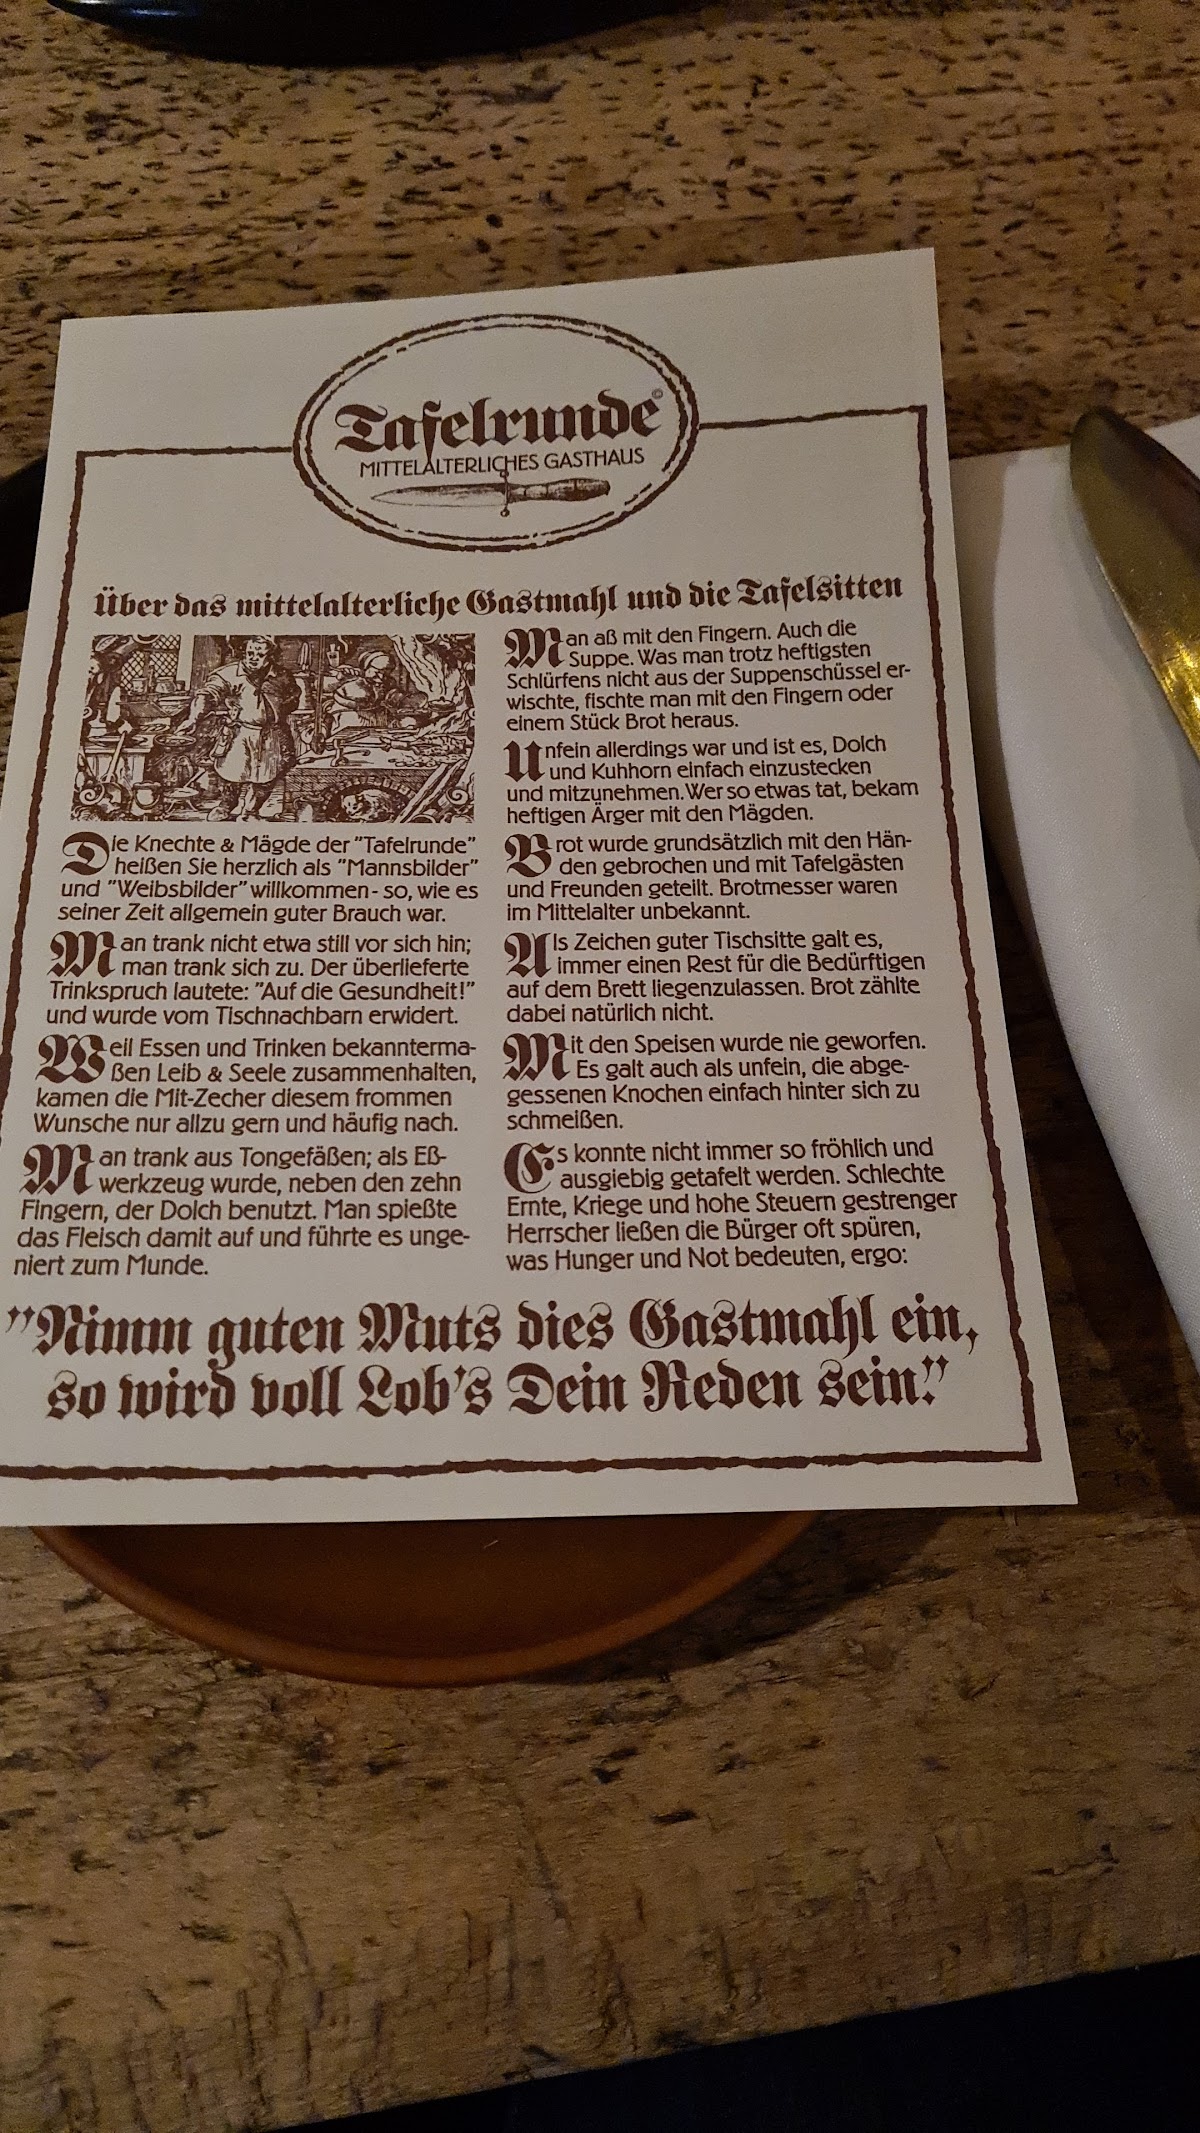 Tafelrunde©
MITTELALTERLICHES GASTHAUS
Über das mittelalterliche Gastmahl und die Tafelsitten
Die Knechte & Mägde der "Tafelrunde"
heißen Sie herzlich als "Mannsbilder"
und "Weibsbilder" willkommen - so, wie es
seiner Zeit allgemein guter Brauch war.
Man trank nicht etwa still vor sich hin;
man trank sich zu. Der überlieferte
Trinkspruch lautete: "Auf die Gesundheit!"
und wurde vom Tischnachbarn erwidert.
Weil Essen und Trinken bekannterma-
ßen Leib & Seele zusammenhalten,
kamen die Mit-Zecher diesem frommen
Wunsche nur allzu gern und häufig nach.
Man trank aus Tongefäßen; als Eß-
werkzeug wurde, neben den zehn
Fingern, der Dolch benutzt. Man spießte
das Fleisch damit auf und führte es unge-
niert zum Munde.
Man aß mit den Fingern. Auch die
Suppe. Was man trotz heftigsten
Schlürfens nicht aus der Suppenschüssel er-
wischte, fischte man mit den Fingern oder
einem Stück Brot heraus.
Unfein allerdings war und ist es, Dolch
und Kuhhorn einfach einzustecken
und mitzunehmen. Wer so etwas tat, bekam
heftigen Ärger mit den Mägden.
Brot wurde grundsätzlich mit den Hän-
den gebrochen und mit Tafelgästen
und Freunden geteilt. Brotmesser waren
im Mittelalter unbekannt.
Als Zeichen guter Tischsitte galt es,
immer einen Rest für die Bedürftigen
auf dem Brett liegenzulassen. Brot zählte
dabei natürlich nicht.
Mit den Speisen wurde nie geworfen.
Es galt auch als unfein, die abge-
gessenen Knochen einfach hinter sich zu
schmeißen.
Es konnte nicht immer so fröhlich und
ausgiebig getafelt werden. Schlechte
Ernte, Kriege und hohe Steuern gestrenger
Herrscher ließen die Bürger oft spüren,
was Hunger und Not bedeuten, ergo:
"Nimm guten Muts dies Gastmahl ein,
so wird voll Lob's Dein Reden sein!"